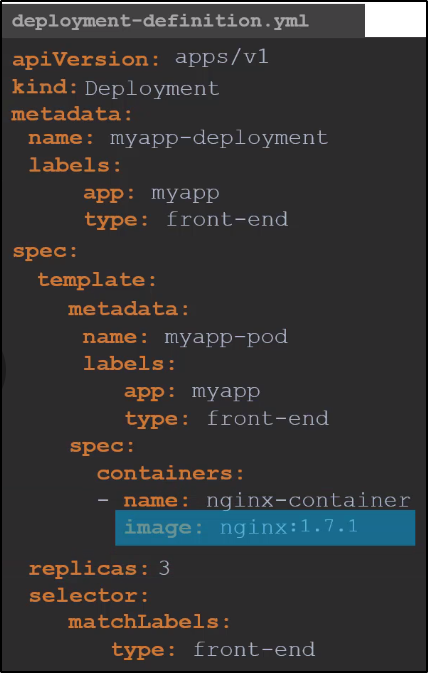 deployment-definition.yml
apiVersion: apps/v1
kind: Deployment
metadata:
name: myapp-deployment
labels:
app: myapp
type: front-end
spec:
template:
metadata:
name: myapp-pod
labels:
app: myapp
type: front-end
spec:
containers:
- name: nginx-container
image: nginx:1.7.1
replicas: 3
selector:
matchLabels:
type: front-end